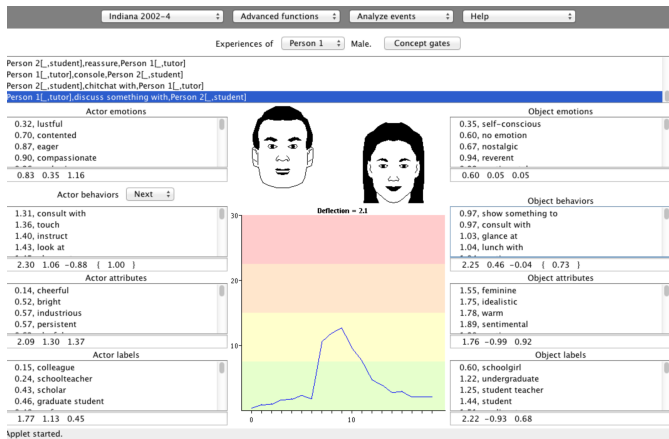 Indiana 2002-4
Advanced functions
Analyze events
Help
Experiences of Person 1 Male. Concept gates
Person 2[_,student],reassure,Person 1[_,tutor]
Person 1[_,tutor],console,Person 2[_,student]
Person 2[_,student],chitchat with,Person 1[_,tutor]
Person 1[_,tutor],discuss something with,Person 2[_,student]
Actor emotions
0.32, lustful
0.70, contented
0.87, eager
0.90, compassionate
0.83 0.35 1.16
Actor behaviors Next
1.31, consult with
1.36, touch
1.40, instruct
1.43, look at
2.30 1.06 -0.88 { 1.00 }
Actor attributes
0.14, cheerful
0.52, bright
0.57, industrious
0.57, persistent
2.09 1.30 1.37
Actor labels
0.15, colleague
0.24, schoolteacher
0.43, scholar
0.46, graduate student
1.77 1.13 0.45
Deflection = 2.1
30
20
10
0
10
Object emotions
0.35, self-conscious
0.60, no emotion
0.67, nostalgic
0.94, reverent
0.60 0.05 0.05
Object behaviors
0.97, show something to
0.97, consult with
1.03, glance at
1.04, lunch with
2.25 0.46 -0.04 { 0.73 }
Object attributes
1.55, feminine
1.75, idealistic
1.78, warm
1.89, sentimental
1.76 -0.99 0.92
Object labels
0.60, schoolgirl
1.22, undergraduate
1.25, student teacher
1.44, student
2.22 -0.93 0.68
Applet started.